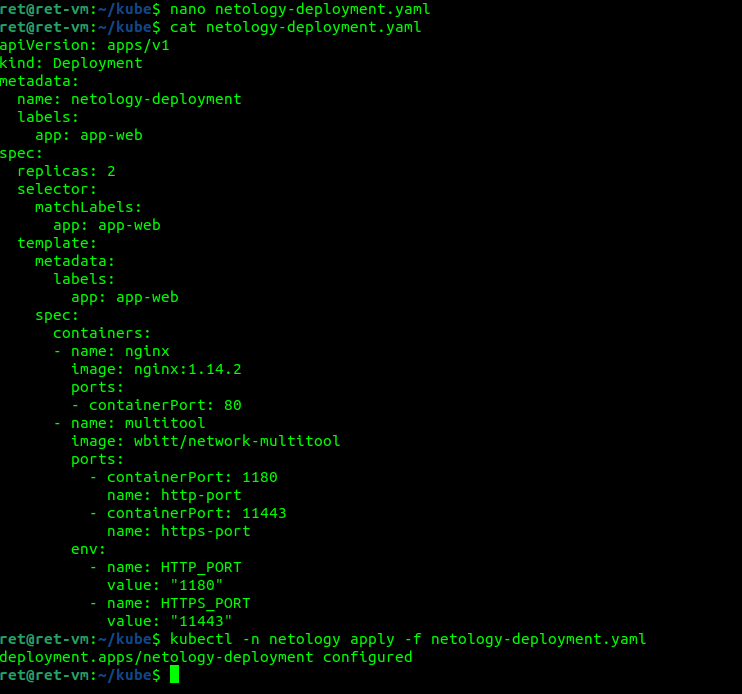 ret@ret-vm:~/kube$ nano netology-deployment.yaml
ret@ret-vm:~/kube$ cat netology-deployment.yaml
apiVersion: apps/v1
kind: Deployment
metadata:
  name: netology-deployment
  labels:
    app: app-web
spec:
  replicas: 2
  selector:
    matchLabels:
      app: app-web
  template:
    metadata:
      labels:
        app: app-web
    spec:
      containers:
      - name: nginx
        image: nginx:1.14.2
        ports:
        - containerPort: 80
      - name: multitool
        image: wbitt/network-multitool
        ports:
          - containerPort: 1180
            name: http-port
          - containerPort: 11443
            name: https-port
        env:
          - name: HTTP_PORT
            value: "1180"
          - name: HTTPS_PORT
            value: "11443"
ret@ret-vm:~/kube$ kubectl -n netology apply -f netology-deployment.yaml
deployment.apps/netology-deployment configured
ret@ret-vm:~/kube$